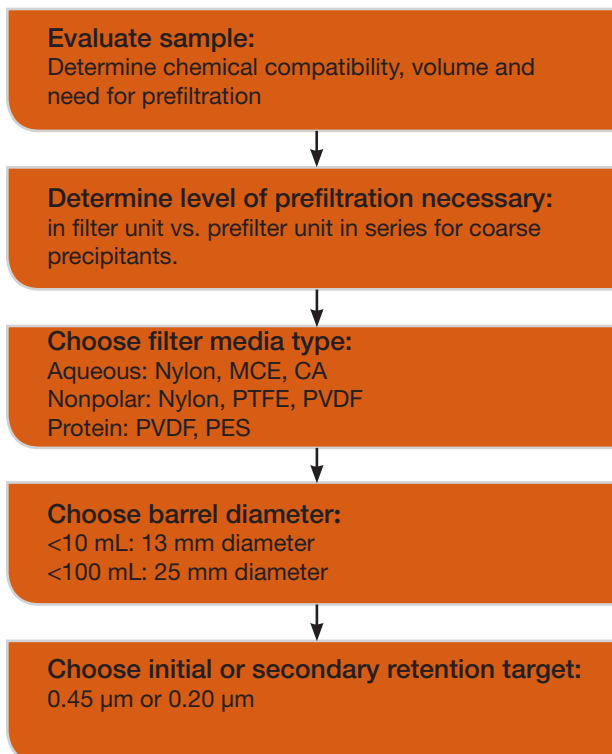 Evaluate sample:
Determine chemical compatibility, volume and
need for prefiltration
Determine level of prefiltration necessary:
in filter unit vs. prefilter unit in series for coarse
precipitants.
Choose filter media type:
Aqueous: Nylon, MCE, CA
Nonpolar: Nylon, PTFE, PVDF
Protein: PVDF, PES
Choose barrel diameter:
<10 mL: 13 mm diameter
<100 mL: 25 mm diameter
Choose initial or secondary retention target:
0.45 μm or 0.20 μm